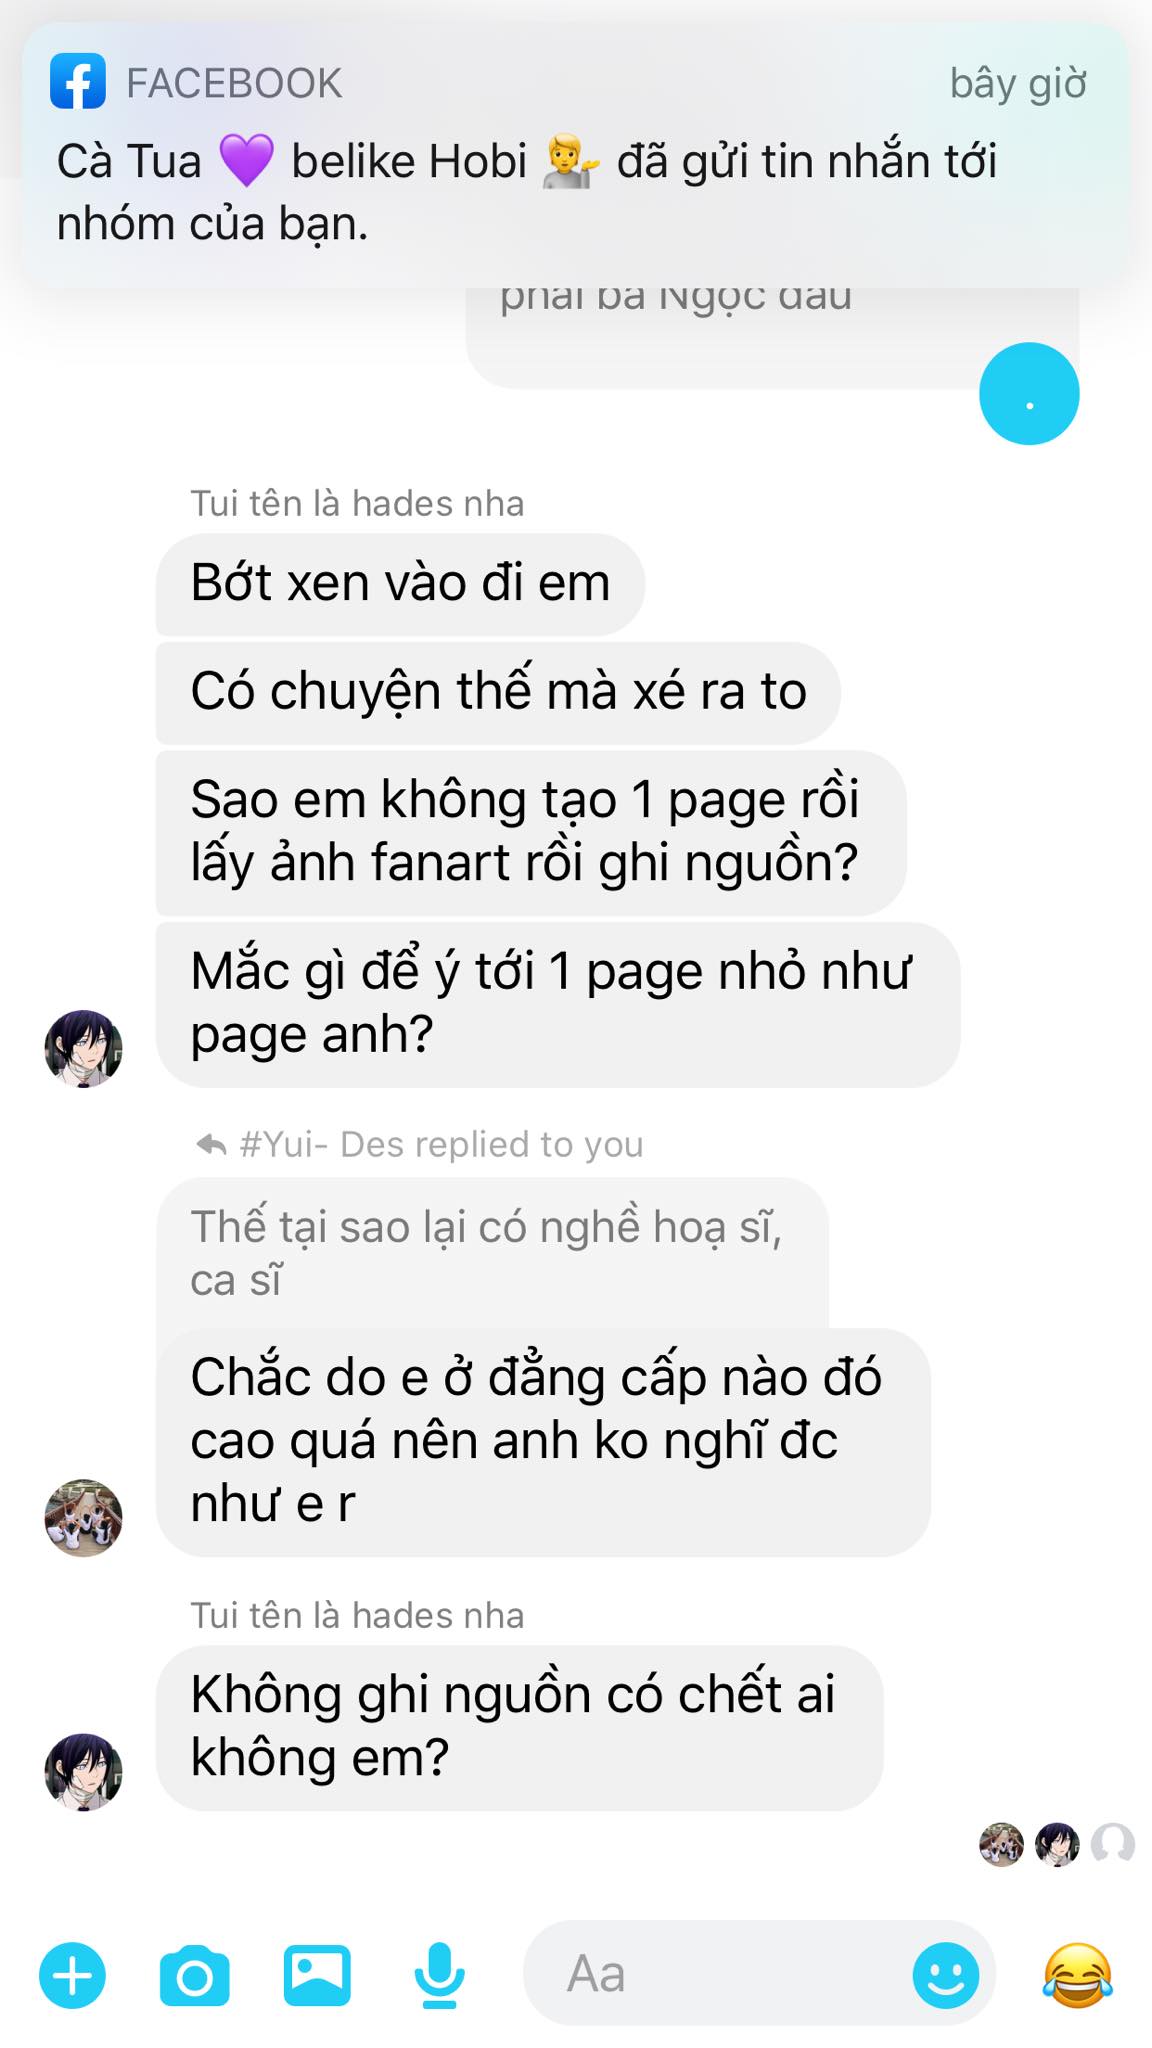 FACEBOOK
bây giờ
Cà Tua 💜 belike Hobi 💁 đã gửi tin nhắn tới
nhóm của bạn.
phải bà Ngọc đâu
.
Tui tên là hades nha
Bớt xen vào đi em
Có chuyện thế mà xé ra to
Sao em không tạo 1 page rồi
lấy ảnh fanart rồi ghi nguồn?
Mắc gì để ý tới 1 page nhỏ như
page anh?
#Yui- Des replied to you
Thế tại sao lại có nghề hoạ sĩ,
ca sĩ
Chắc do e ở đẳng cấp nào đó
cao quá nên anh ko nghĩ đc
như e r
Tui tên là hades nha
Không ghi nguồn có chết ai
không em?
Aa